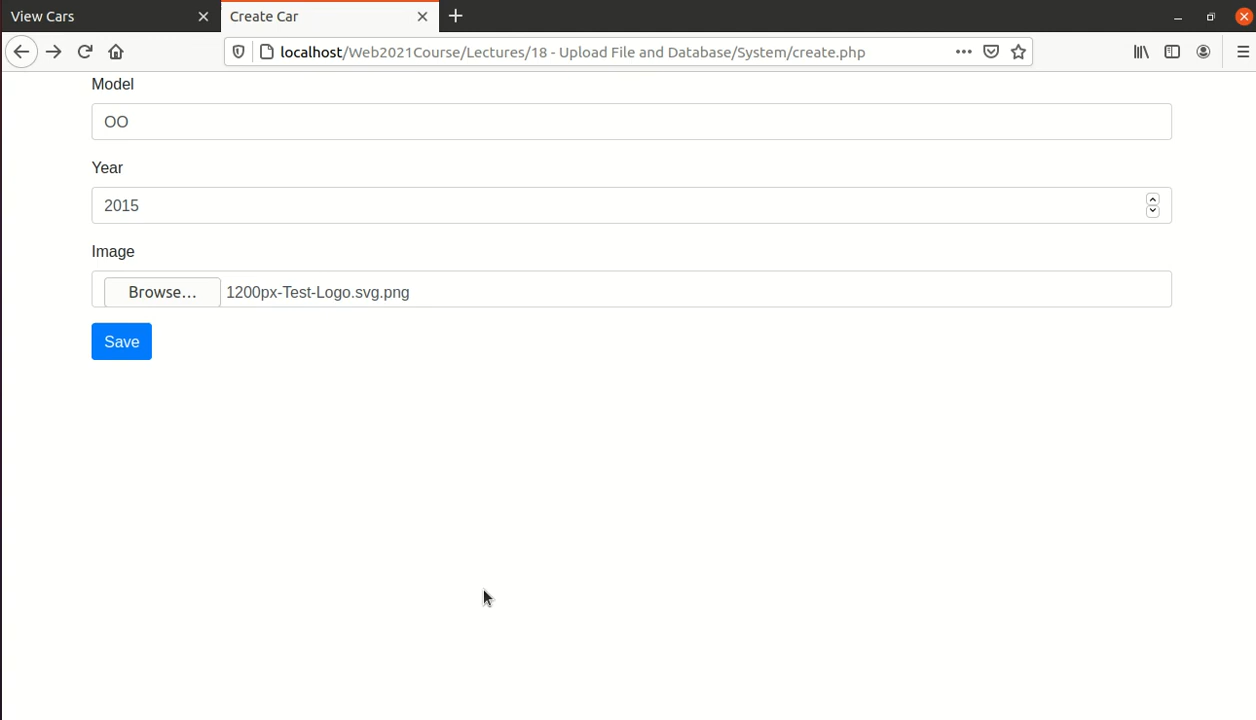 View Cars
Create Car
localhost/Web2021Course/Lectures/18 - Upload File and Database/System/create.php
Model
OO
Year
2015
Image
Browse... 1200px-Test-Logo.svg.png
Save